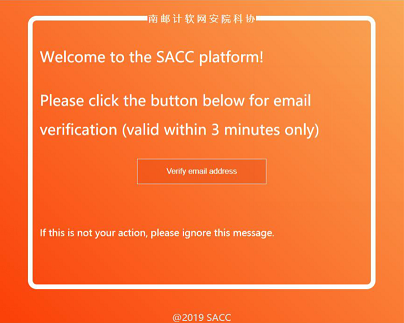 南邮计软网安院科协
Welcome to the SACC platform!
Please click the button below for email
verification (valid within 3 minutes only)
Verify email address
If this is not your action, please ignore this message.
@2019 SACC